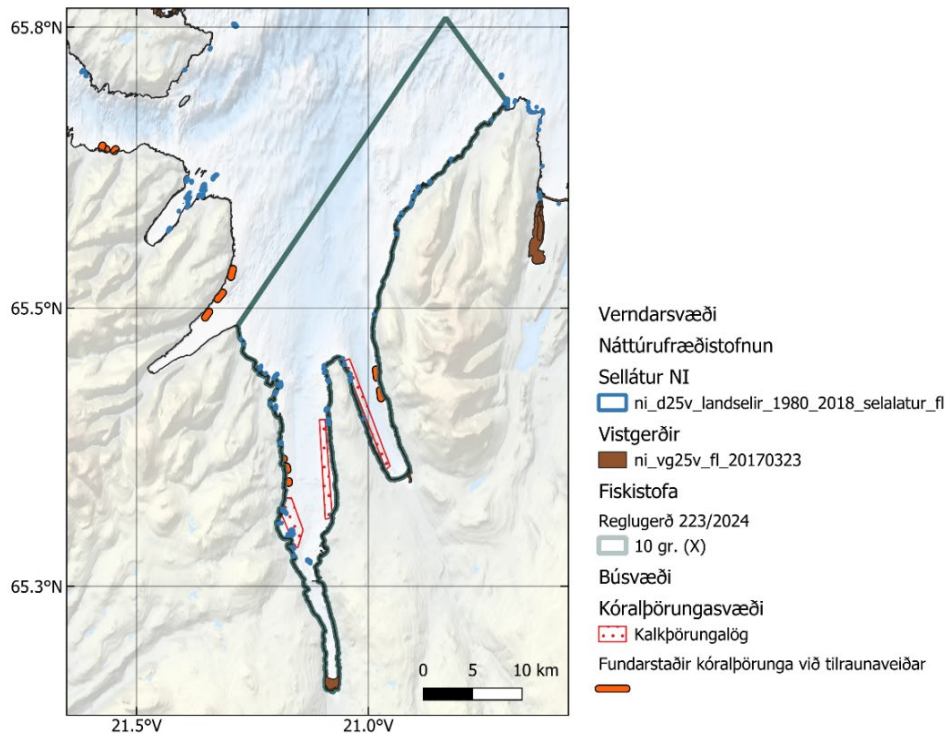 65.8°N
65.5°N
65.3°N
21.5°V
21.0°V
0
5
10 km
Verndarsvæði
Náttúrufræðistofnun
Sellátur NI
ni_d25v_landselir_1980_2018_selalatur_fl
Vistgerðir
ni_vg25v_fl_20170323
Fiskistofa
Reglugerð 223/2024
10 gr. (X)
Búsvæði
Kóralþörungasvæði
Kalkþörungalög
Fundarstaðir kóralþörunga við tilraunaveiðar